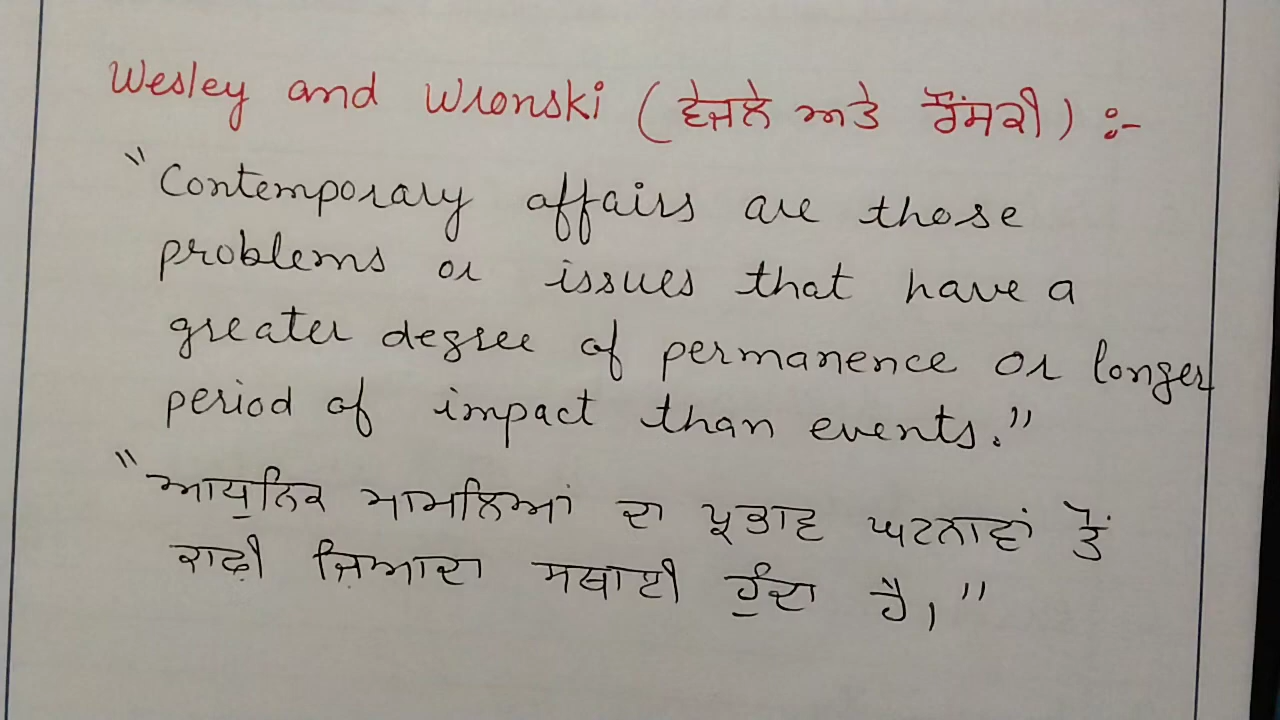 Wesley and Wronski (ਵੇਜਲੇ ਅਤੇ ਰੌਂਸਕੀ) :-
"Contemporary affairs are those
problems or issues that have a
greater degree of permanence or longer
period of impact than events."
"ਆਧੁਨਿਕ ਮਾਮਲਿਆਂ ਦਾ ਪ੍ਰਭਾਵ ਘਟਨਾਵਾਂ ਤੋਂ
ਕਾਫ਼ੀ ਜ਼ਿਆਦਾ ਸਥਾਈ ਹੁੰਦਾ ਹੈ।"